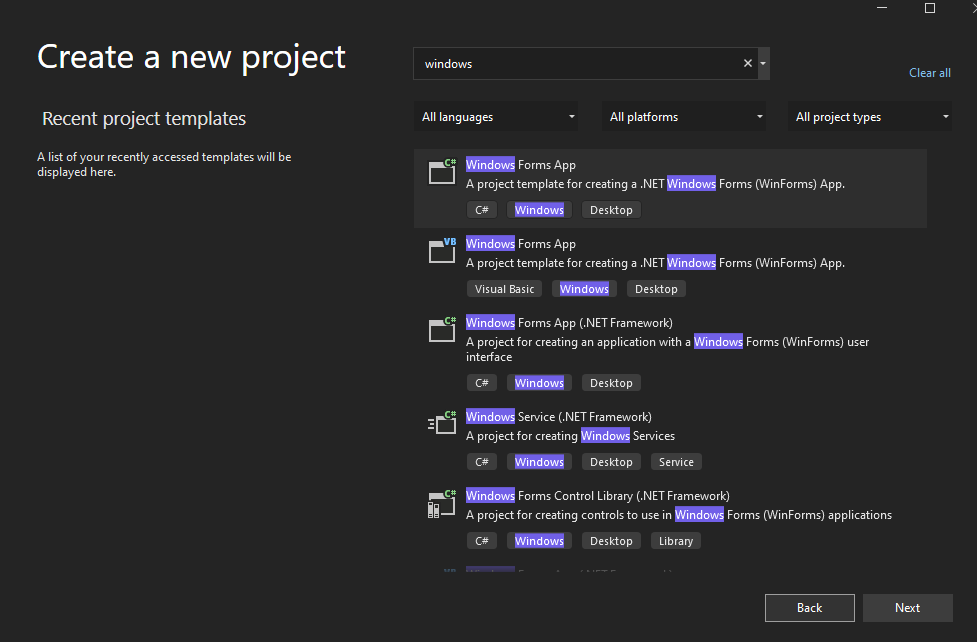 Create a new project
windows
Clear all
Recent project templates
A list of your recently accessed templates will be
displayed here.
All languages
All platforms
All project types
C#
Windows Forms App
A project template for creating a .NET Windows Forms (WinForms) App.
C# Windows Desktop
VB
Windows Forms App
A project template for creating a .NET Windows Forms (WinForms) App.
Visual Basic Windows Desktop
C#
Windows Forms App (.NET Framework)
A project for creating an application with a Windows Forms (WinForms) user
interface
C# Windows Desktop
C#
Windows Service (.NET Framework)
A project for creating Windows Services
C# Windows Desktop Service
C#
Windows Forms Control Library (.NET Framework)
A project for creating controls to use in Windows Forms (WinForms) applications
C# Windows Desktop Library
Back
Next